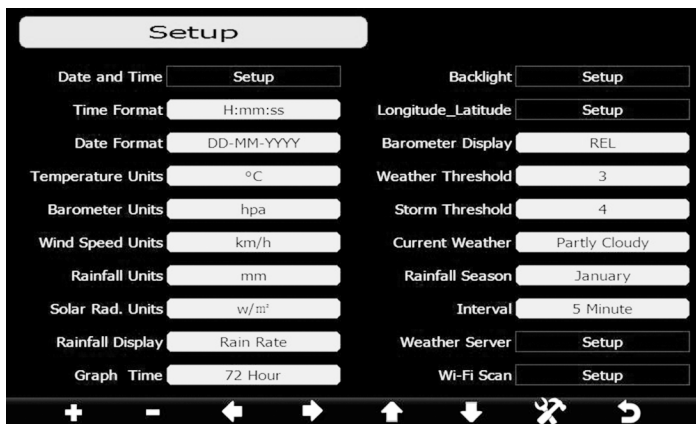 Setup
Date and Time Setup
Time Format H:mm:ss
Date Format DD-MM-YYYY
Temperature Units °C
Barometer Units hpa
Wind Speed Units km/h
Rainfall Units mm
Solar Rad. Units w/m²
Rainfall Display Rain Rate
Graph Time 72 Hour
Backlight Setup
Longitude_Latitude Setup
Barometer Display REL
Weather Threshold 3
Storm Threshold 4
Current Weather Partly Cloudy
Rainfall Season January
Interval 5 Minute
Weather Server Setup
Wi-Fi Scan Setup